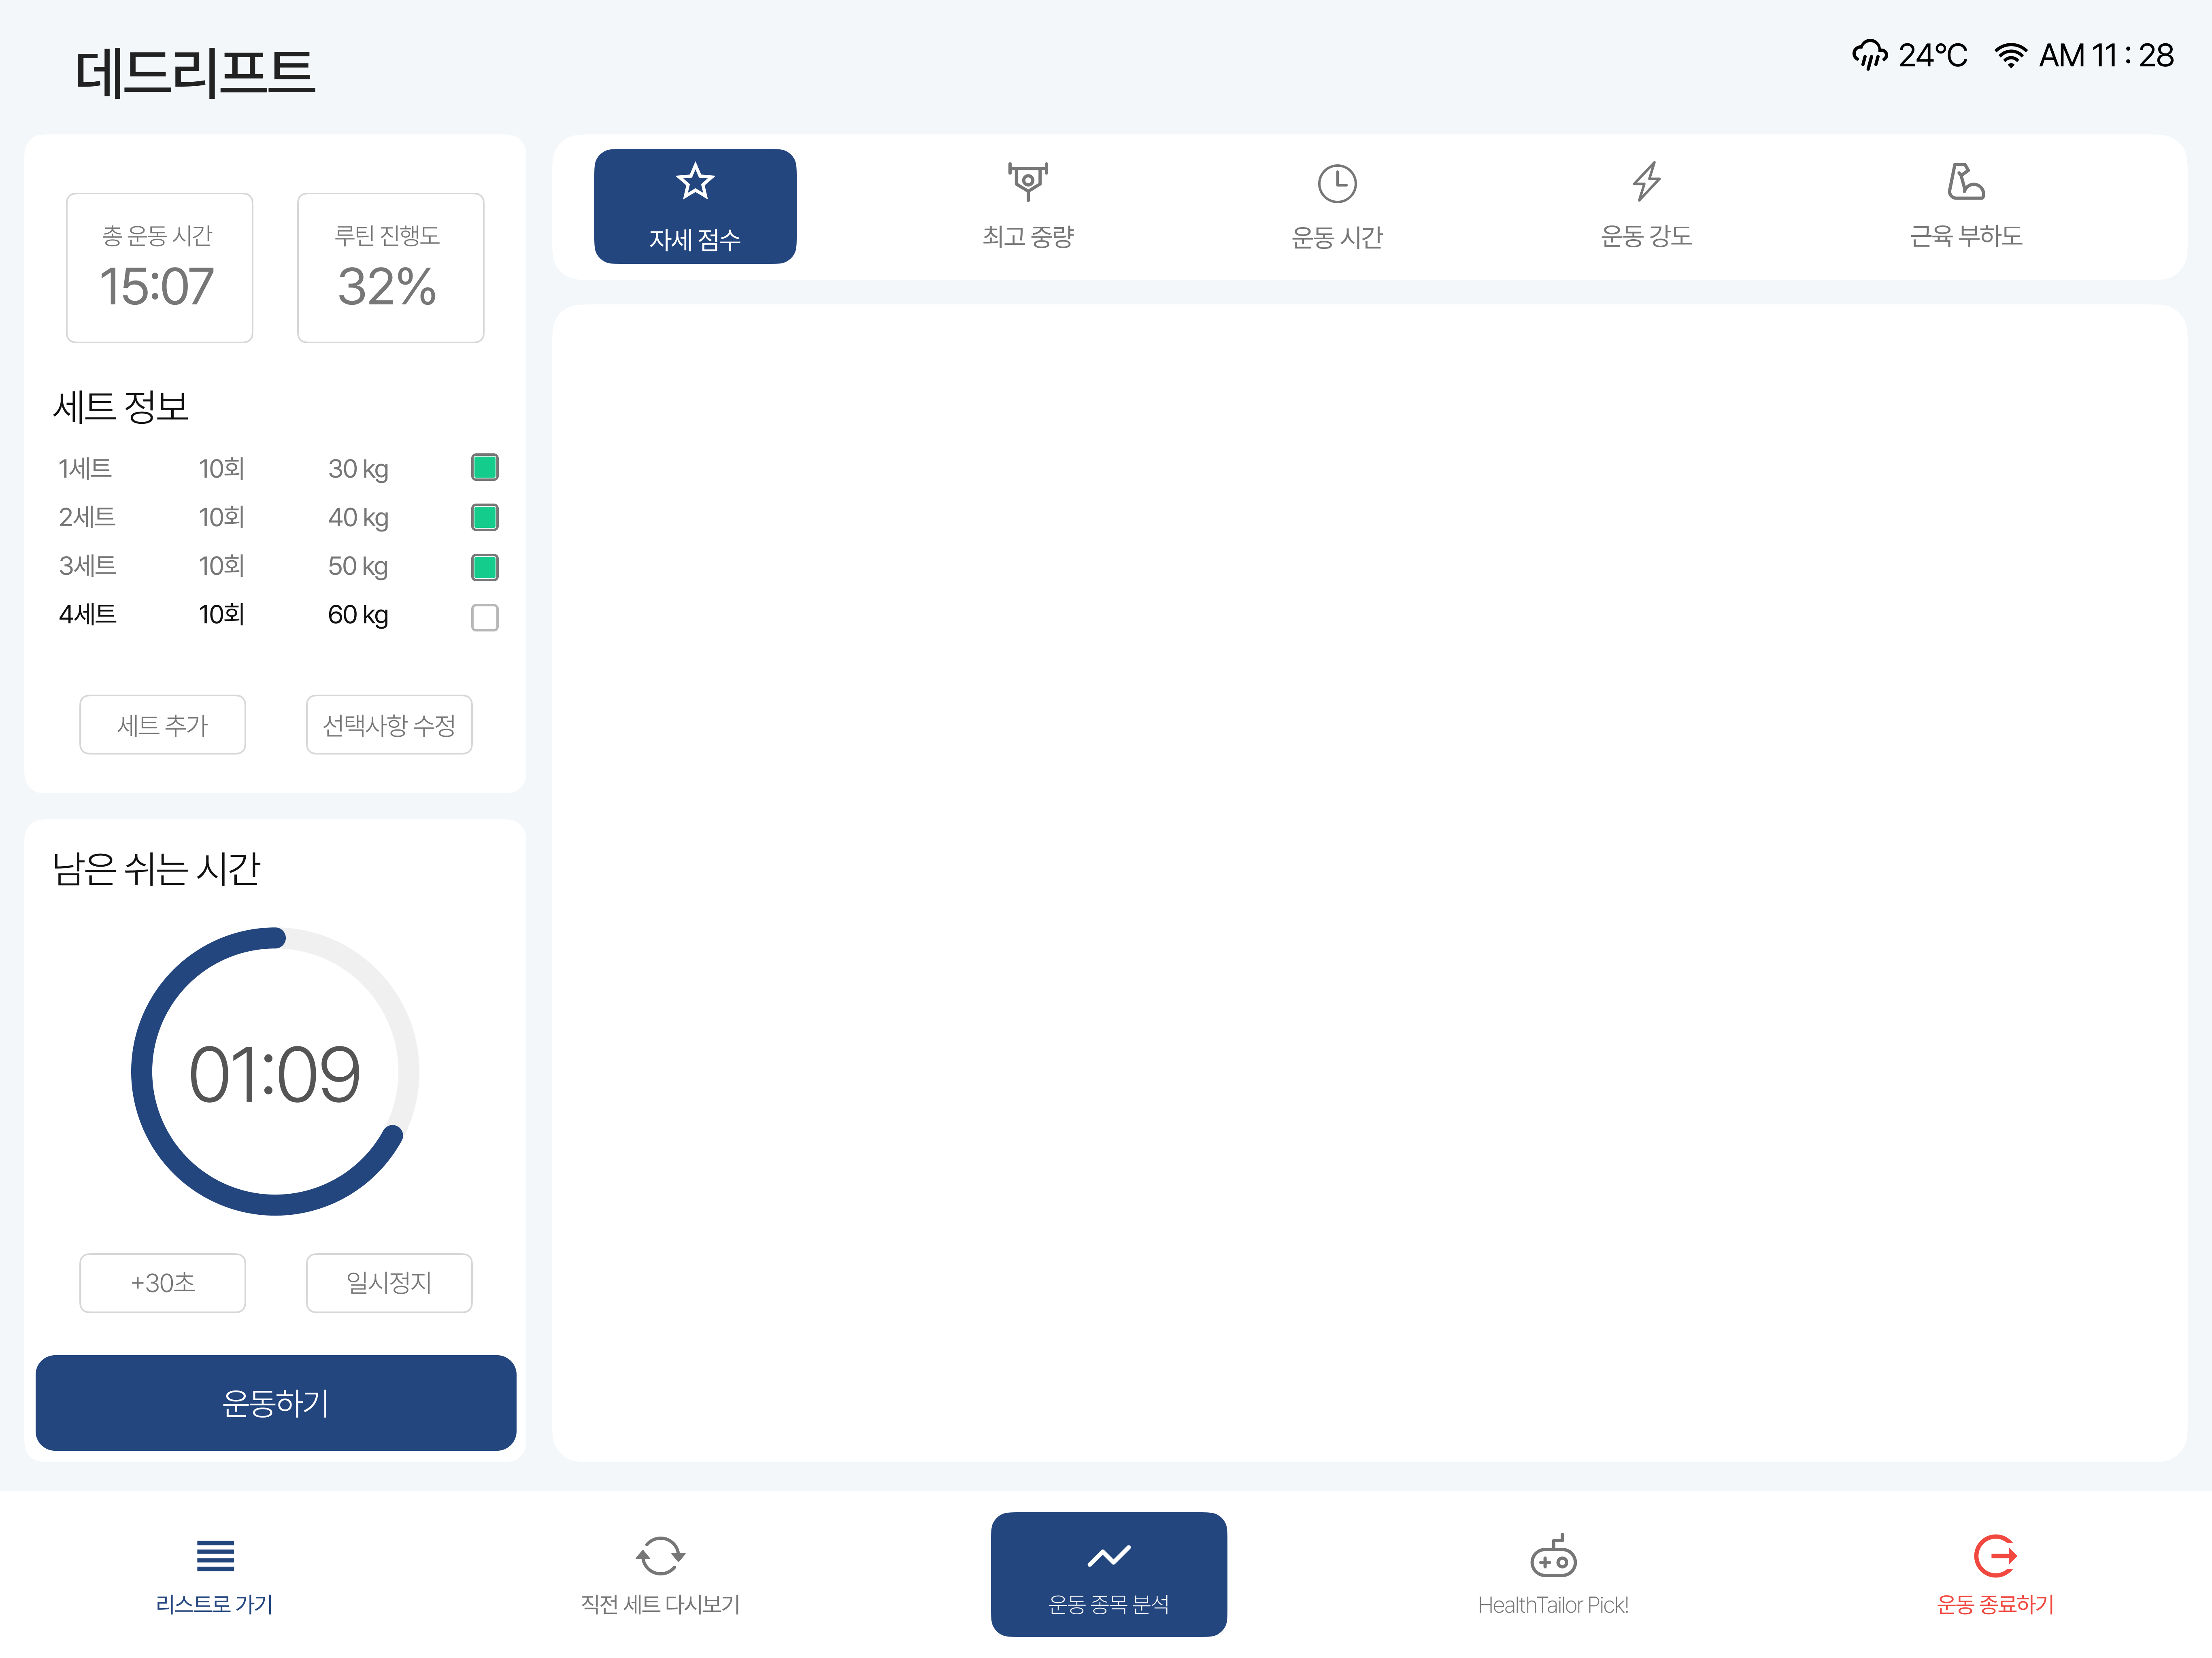 데드리프트
24°C AM 11 : 28
총 운동 시간
15:07
루틴 진행도
32%
세트 정보
1세트 10회 30 kg
2세트 10회 40 kg
3세트 10회 50 kg
4세트 10회 60 kg
세트 추가
선택사항 수정
남은 쉬는 시간
01:09
+30초
일시정지
운동하기
자세 점수
최고 중량
운동 시간
운동 강도
근육 부하도
리스트로 가기
직전 세트 다시보기
운동 종목 분석
HealthTailor Pick!
운동 종료하기